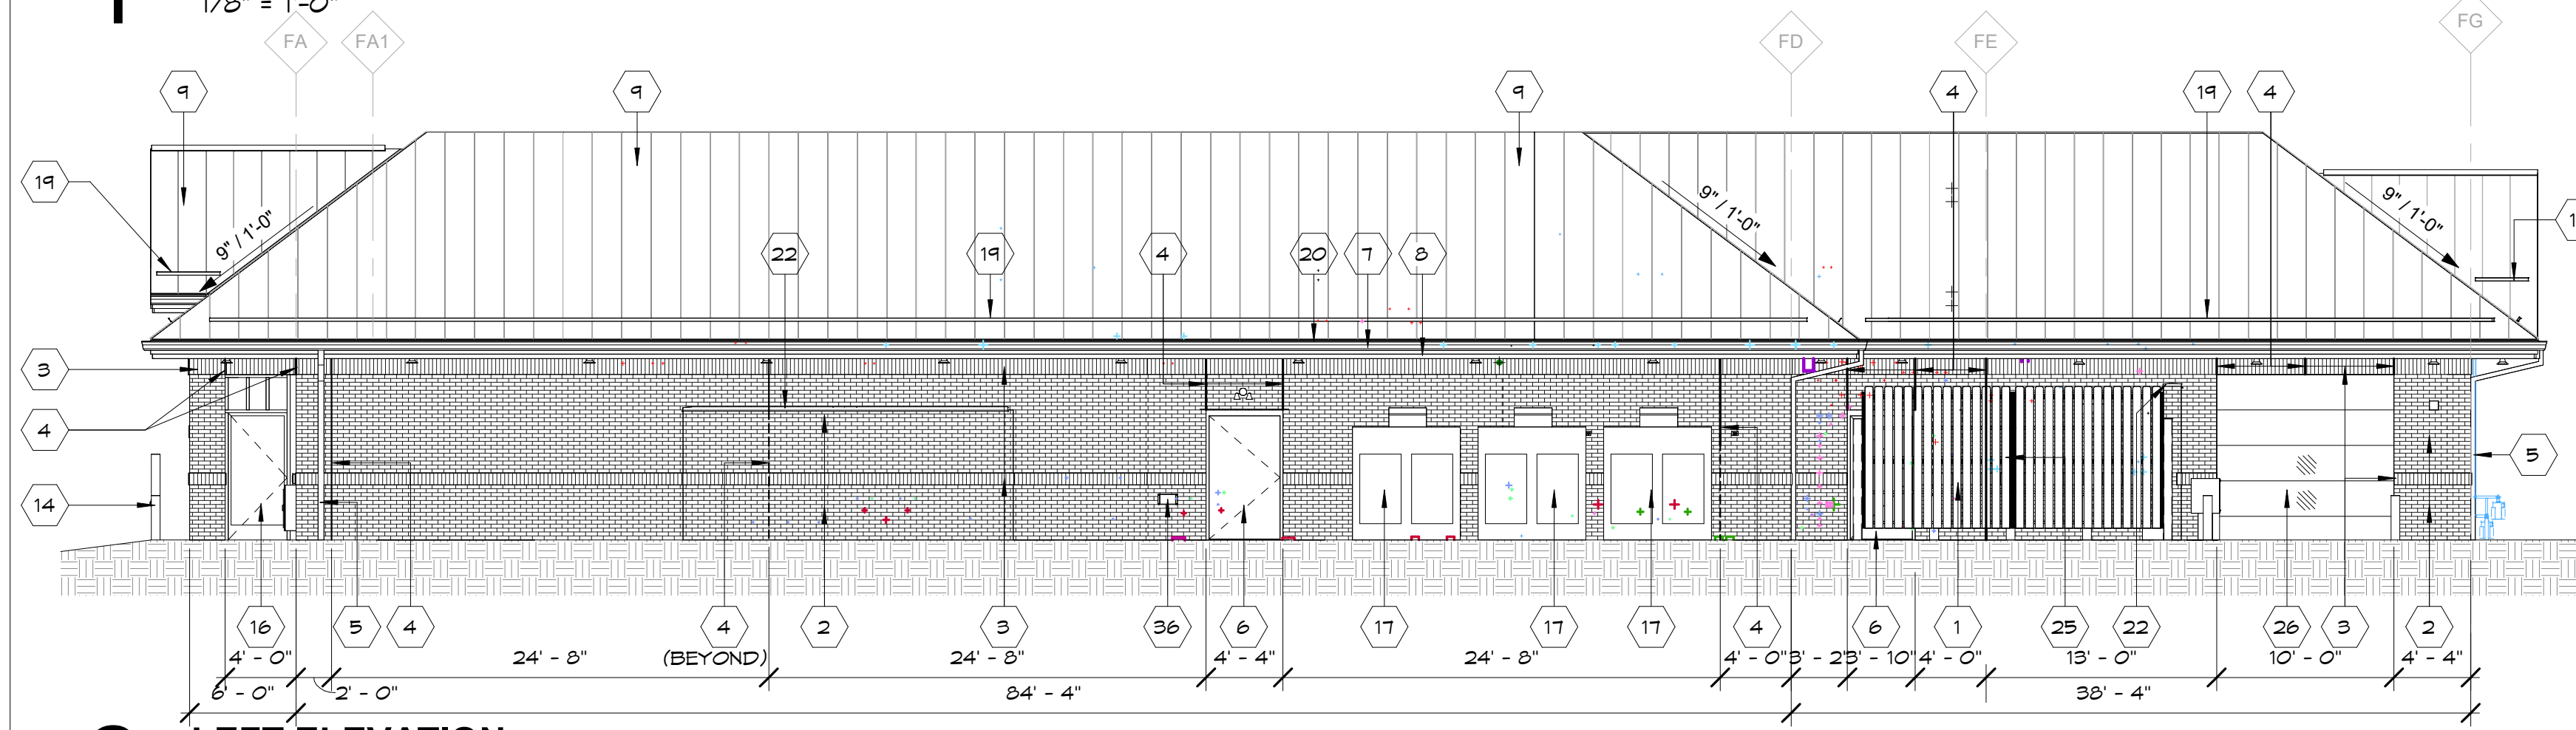 1/8" = 1'-0"
FA FA1 FD FE FG
9 9 9 4 19 4
19
9" / 1'-0" 9" / 1'-0" 9" / 1'-0"
22 19 4 20 7 8
3
4
14 5
16 5 4 4 2 3 36 6 17 17 17 4 6 1 25 22 26 3 2
4' - 0" 24' - 8" (BEYOND) 24' - 8" 4' - 4" 24' - 8" 4' - 0" 3' - 2" 3' - 10" 4' - 0" 13' - 0" 10' - 0" 4' - 4"
6' - 0" 2' - 0" 84' - 4" 38' - 4"
LEFT ELEVATION